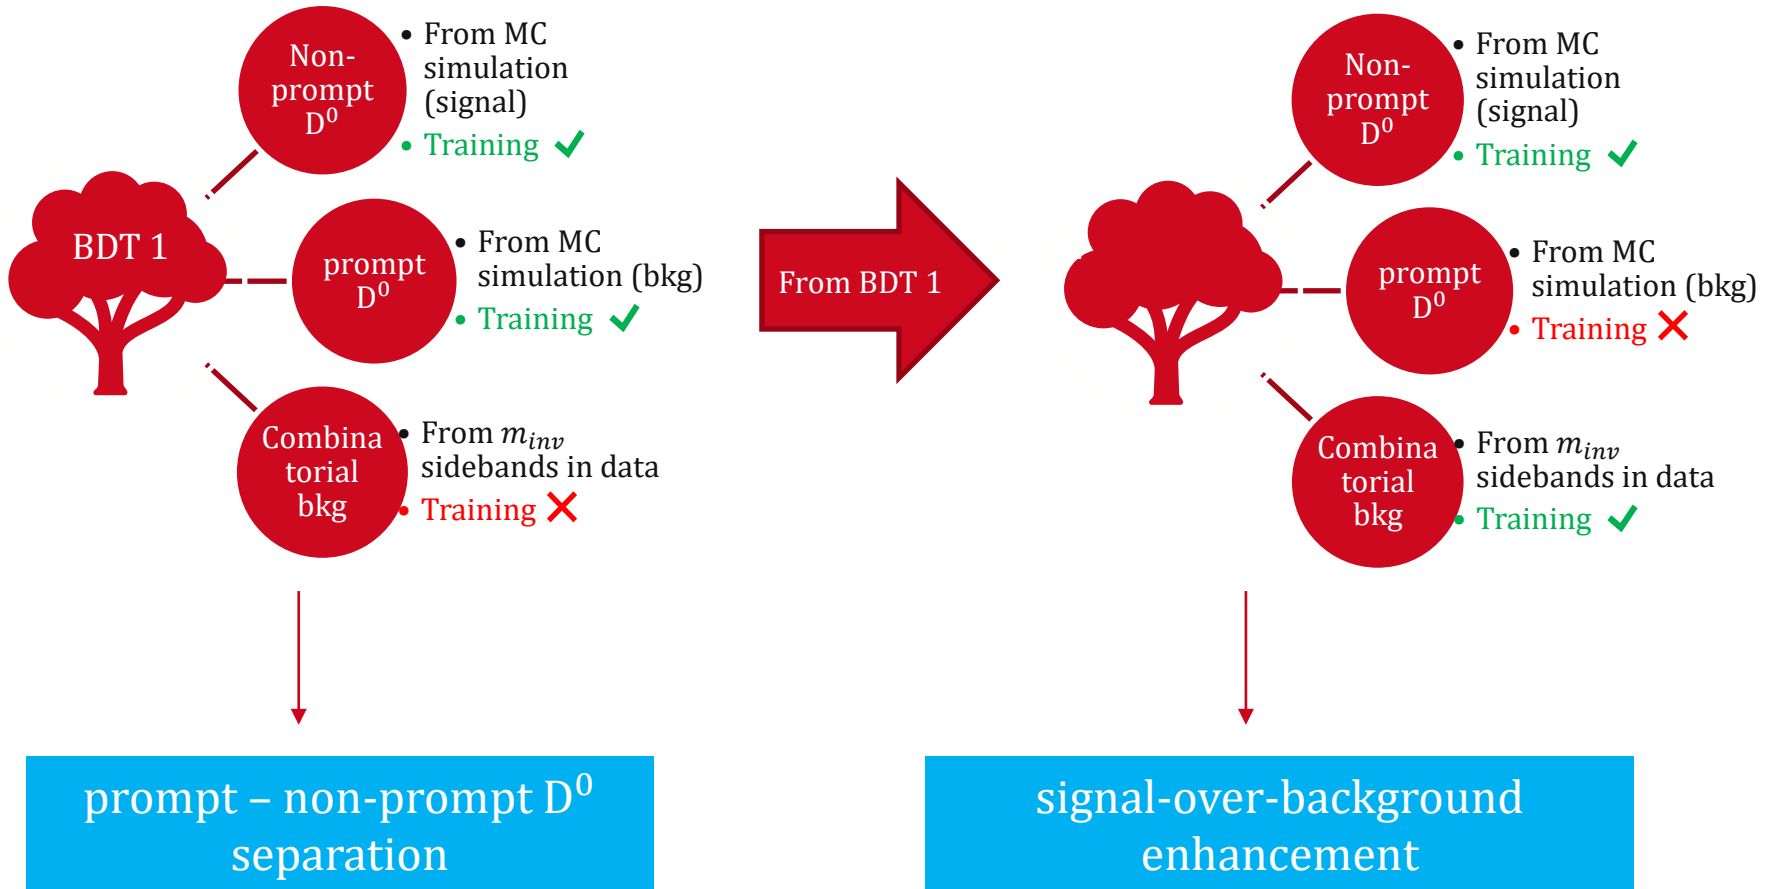 Non-
prompt
D⁰
• From MC
simulation
(signal)
• Training ✓
BDT 1
prompt
D⁰
• From MC
simulation (bkg)
• Training ✓
Combina
torial
bkg
• From m_inv
sidebands in data
• Training ✗
prompt – non-prompt D⁰
separation
From BDT 1
Non-
prompt
D⁰
• From MC
simulation
(signal)
• Training ✓
prompt
D⁰
• From MC
simulation (bkg)
• Training ✗
Combina
torial
bkg
• From m_inv
sidebands in data
• Training ✓
signal-over-background
enhancement